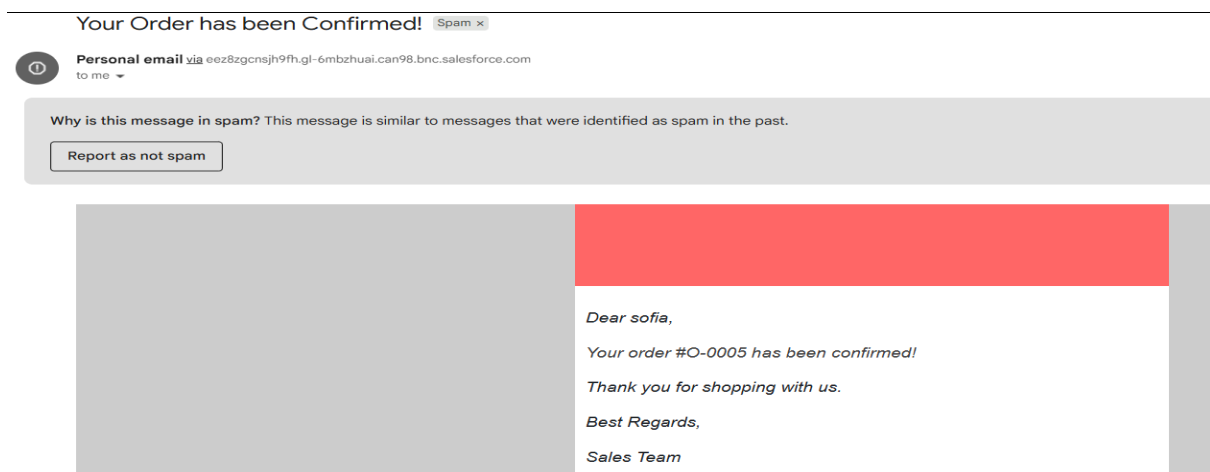 Your Order has been Confirmed! Spam ×
Personal email via eez8zgcnsjh9fh.gl-6mbzhuai.can98.bnc.salesforce.com
to me
Why is this message in spam? This message is similar to messages that were identified as spam in the past.
Report as not spam
Dear sofia,
Your order #O-0005 has been confirmed!
Thank you for shopping with us.
Best Regards,
Sales Team